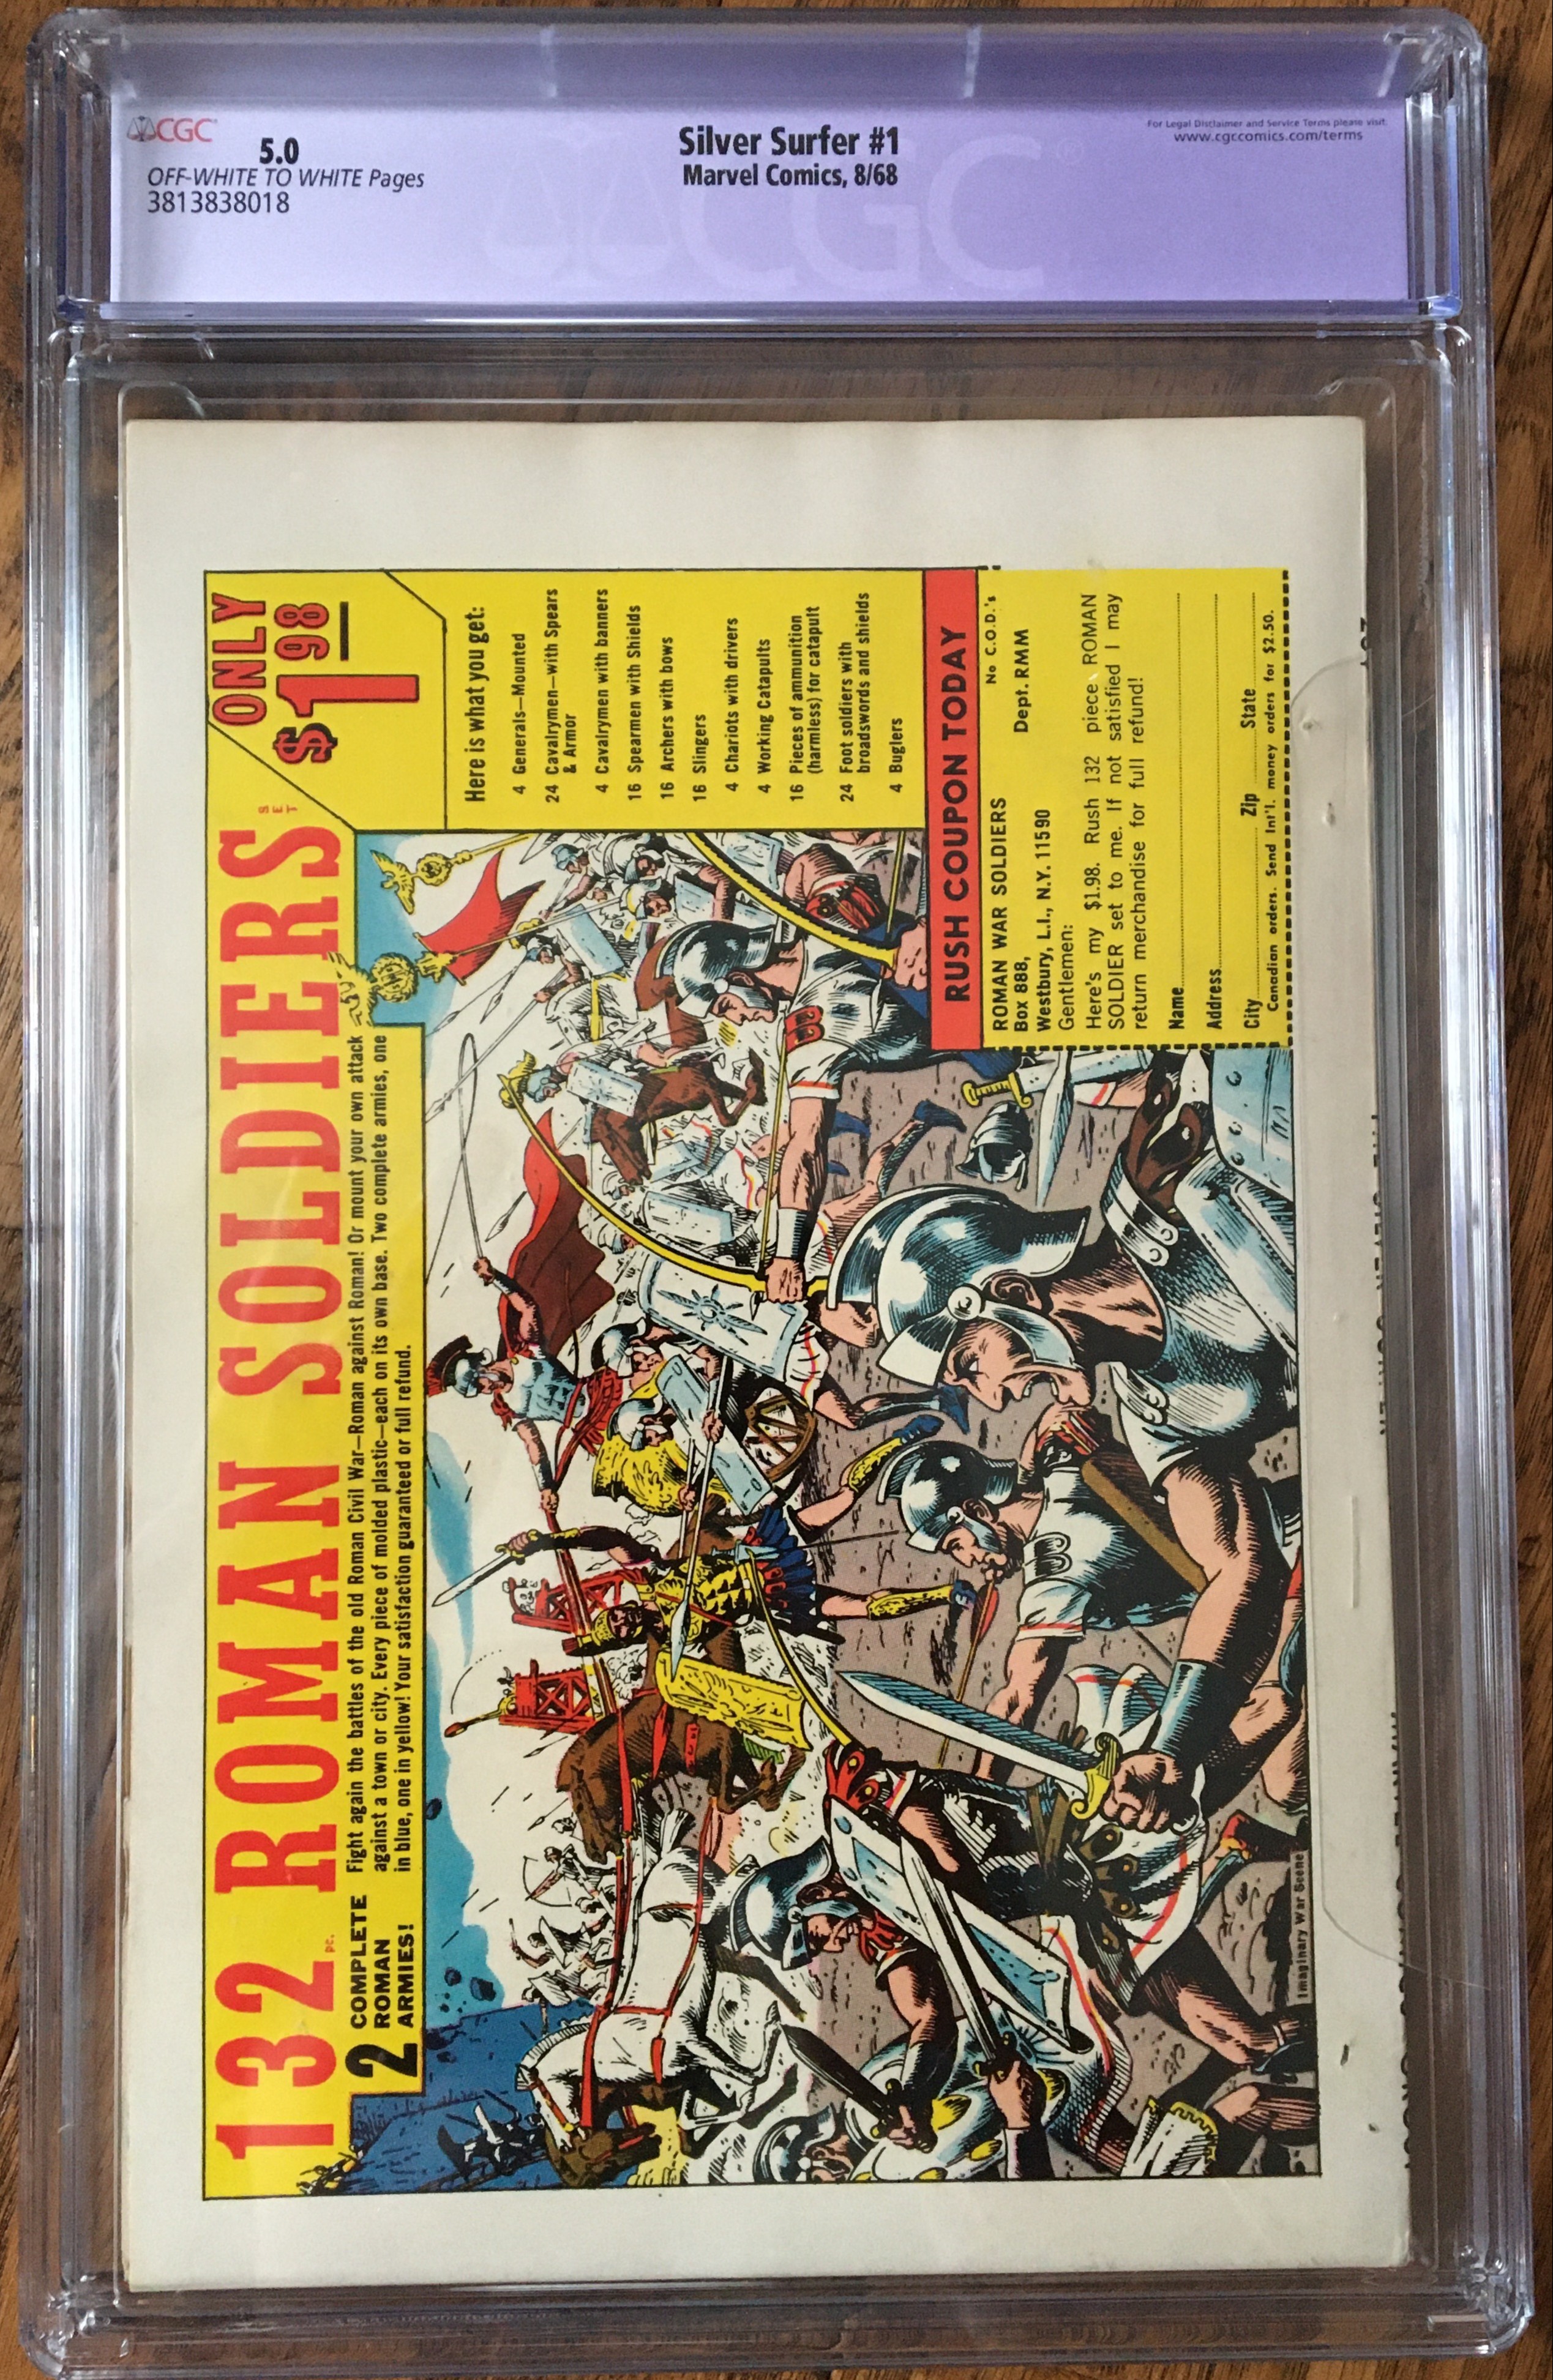 CGC
5.0
OFF-WHITE TO WHITE Pages
3813838018
Silver Surfer #1
Marvel Comics, 8/68
For Legal Disclaimer and Service Terms please visit
www.cgccomics.com/terms
CGC
132 PC. ROMAN SOLDIERS SET
ONLY
$1 98
2 COMPLETE
ROMAN
ARMIES!
Fight again the battles of the old Roman Civil War—Roman against Roman! Or mount your own attack
against a town or city. Every piece of molded plastic—each on its own base. Two complete armies, one
in blue, one in yellow! Your satisfaction guaranteed or full refund.
Here is what you get:
4 Generals—Mounted
24 Cavalrymen—with Spears
& Armor
4 Cavalrymen with banners
16 Spearmen with Shields
16 Archers with bows
16 Slingers
4 Chariots with drivers
4 Working Catapults
16 Pieces of ammunition
(harmless) for catapult
24 Foot soldiers with
broadswords and shields
4 Buglers
RUSH COUPON TODAY
ROMAN WAR SOLDIERS No C.O.D.'s
Box 888, Dept. RMM
Westbury, L.I., N.Y. 11590
Gentlemen:
Here's my $1.98. Rush 132 piece ROMAN
SOLDIER set to me. If not satisfied I may
return merchandise for full refund!
Name
Address
City Zip State
Canadian orders. Send Int'l. money orders for $2.50.
Imaginary War Scene